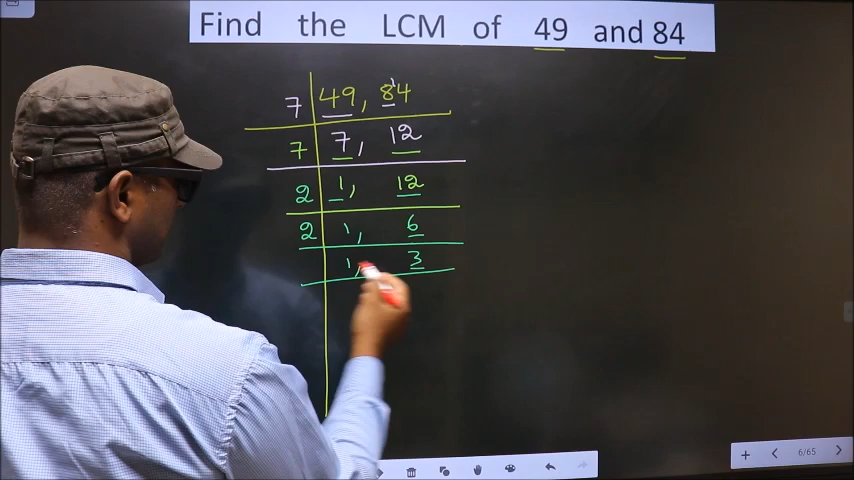 Find the LCM of 49 and 84
7 49, 84
7 7, 12
2 1, 12
2 1, 6
1, 3
6/65